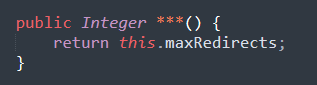 public Integer ***() {
return this.maxRedirects;
}